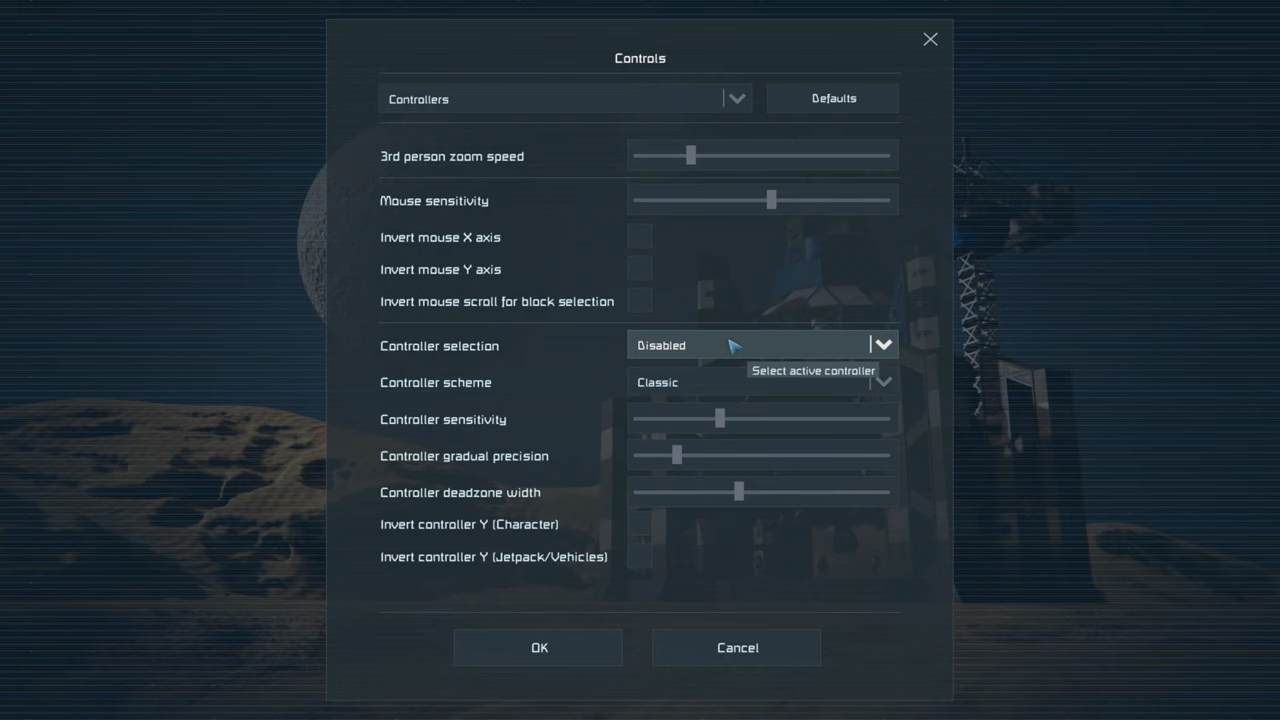 Controls
Controllers
Defaults
3rd person zoom speed
Mouse sensitivity
Invert mouse X axis
Invert mouse Y axis
Invert mouse scroll for block selection
Controller selection
Disabled
Select active controller
Controller scheme
Classic
Controller sensitivity
Controller gradual precision
Controller deadzone width
Invert controller Y (Character)
Invert controller Y (Jetpack/Vehicles)
OK
Cancel